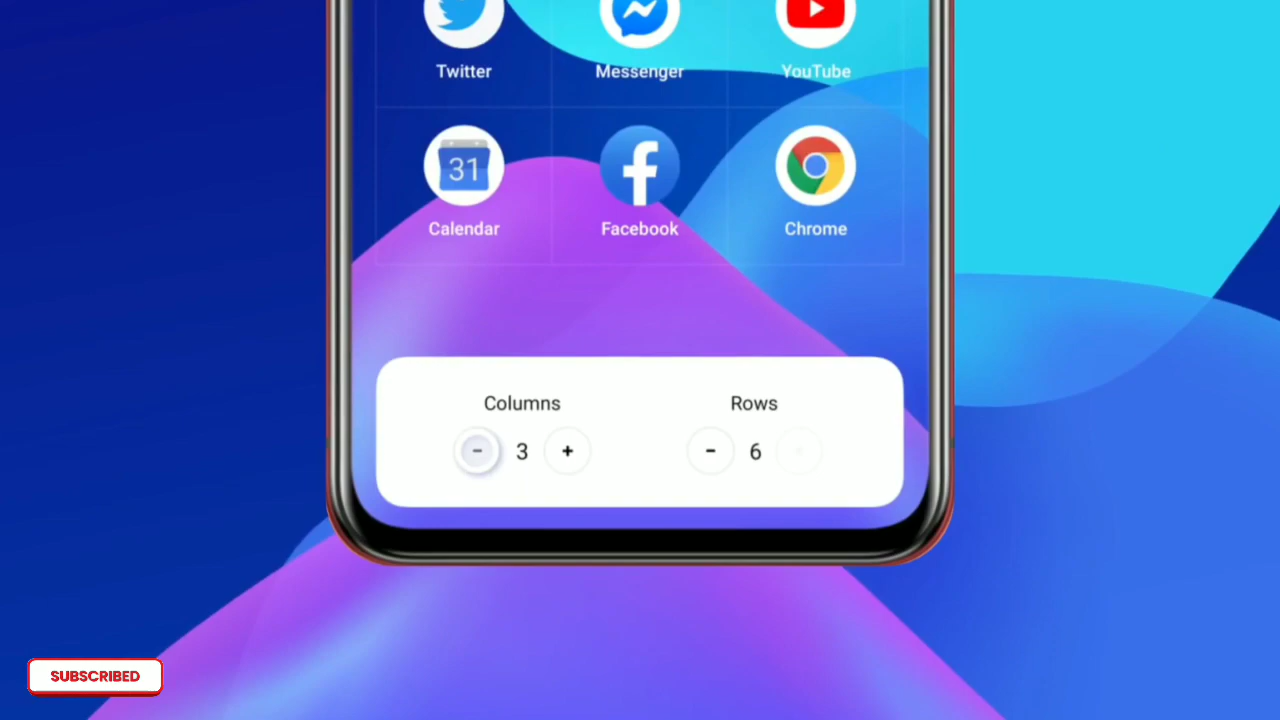 Twitter Messenger YouTube
31
Calendar Facebook Chrome
Columns Rows
- 3 + - 6
SUBSCRIBED